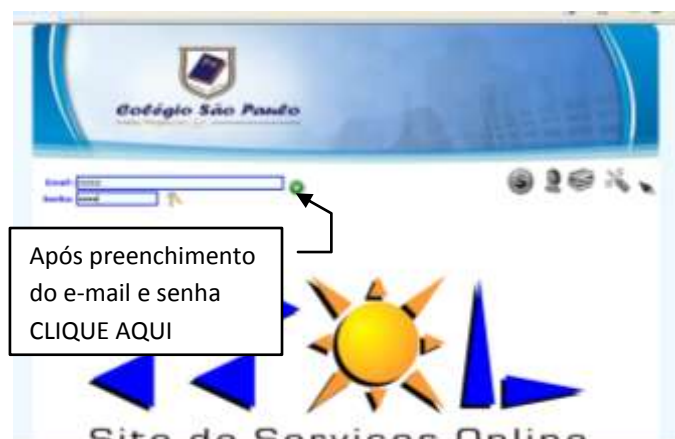 Colégio São Paulo
Email:
Senha:
Após preenchimento
do e-mail e senha
CLIQUE AQUI
Site de Serviços Online